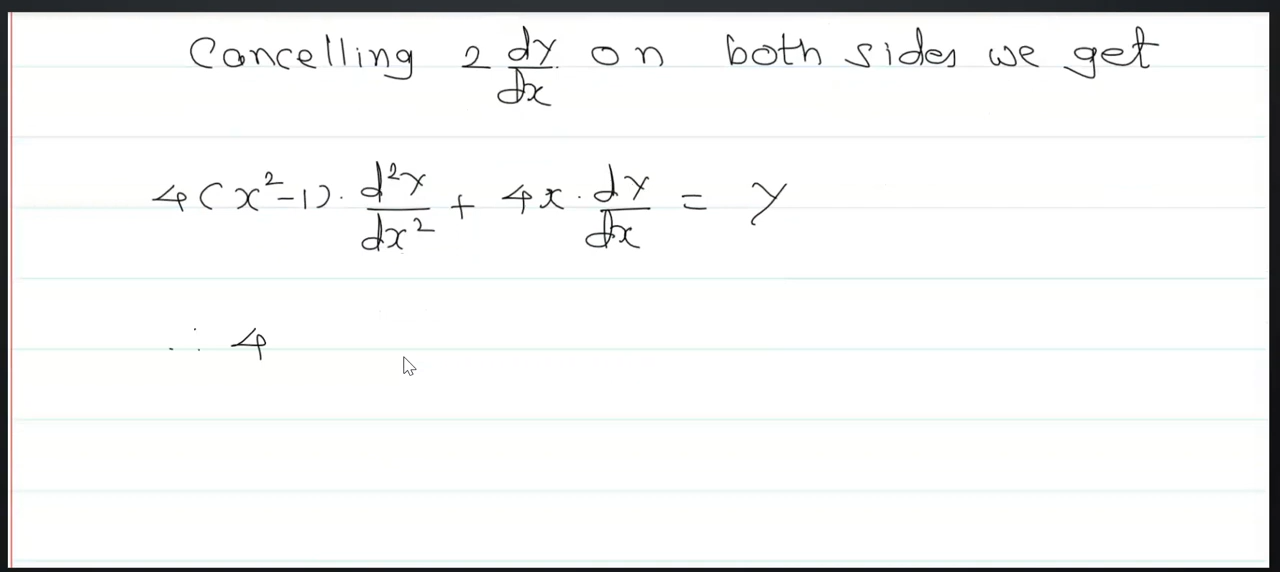 Cancelling 2 dy/dx on both sides we get
4(x²-1). d²y/dx² + 4x. dy/dx = y
∴ 4